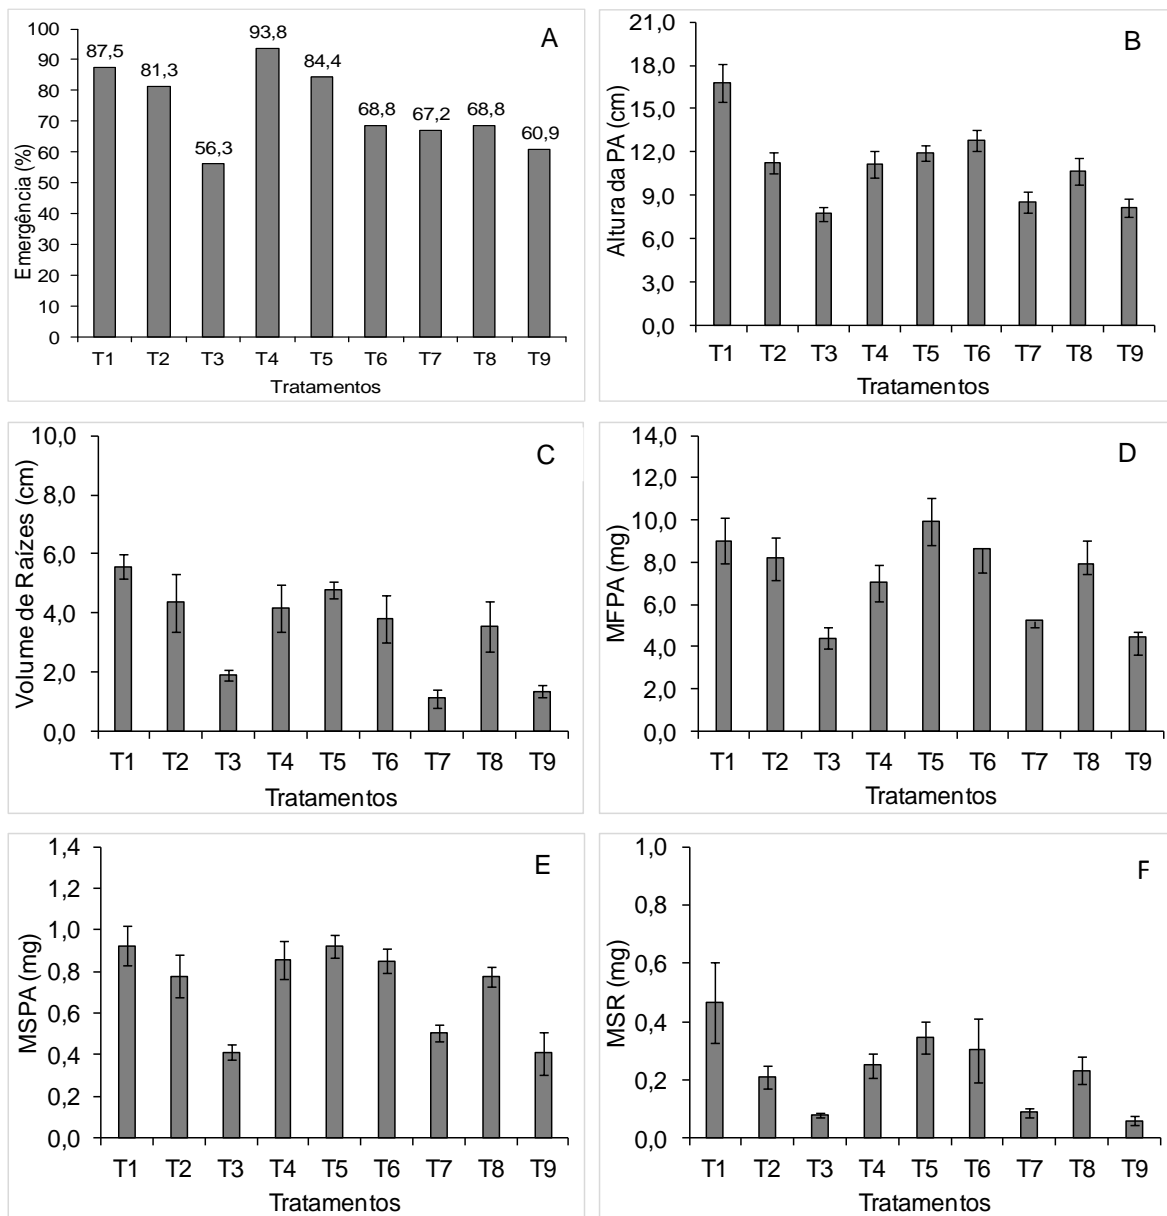 A
Emergência (%)
100
90
80
70
60
50
40
30
20
10
0
87,5
81,3
56,3
93,8
84,4
68,8
67,2
68,8
60,9
T1 T2 T3 T4 T5 T6 T7 T8 T9
Tratamentos
B
Altura da PA (cm)
21,0
18,0
15,0
12,0
9,0
6,0
3,0
0,0
T1 T2 T3 T4 T5 T6 T7 T8 T9
Tratamentos
C
Volume de Raízes (cm)
10,0
8,0
6,0
4,0
2,0
0,0
T1 T2 T3 T4 T5 T6 T7 T8 T9
Tratamentos
D
MFPA (mg)
14,0
12,0
10,0
8,0
6,0
4,0
2,0
0,0
T1 T2 T3 T4 T5 T6 T7 T8 T9
Tratamentos
E
MSPA (mg)
1,4
1,2
1,0
0,8
0,6
0,4
0,2
0,0
T1 T2 T3 T4 T5 T6 T7 T8 T9
Tratamentos
F
MSR (mg)
1,0
0,8
0,6
0,4
0,2
0,0
T1 T2 T3 T4 T5 T6 T7 T8 T9
Tratamentos